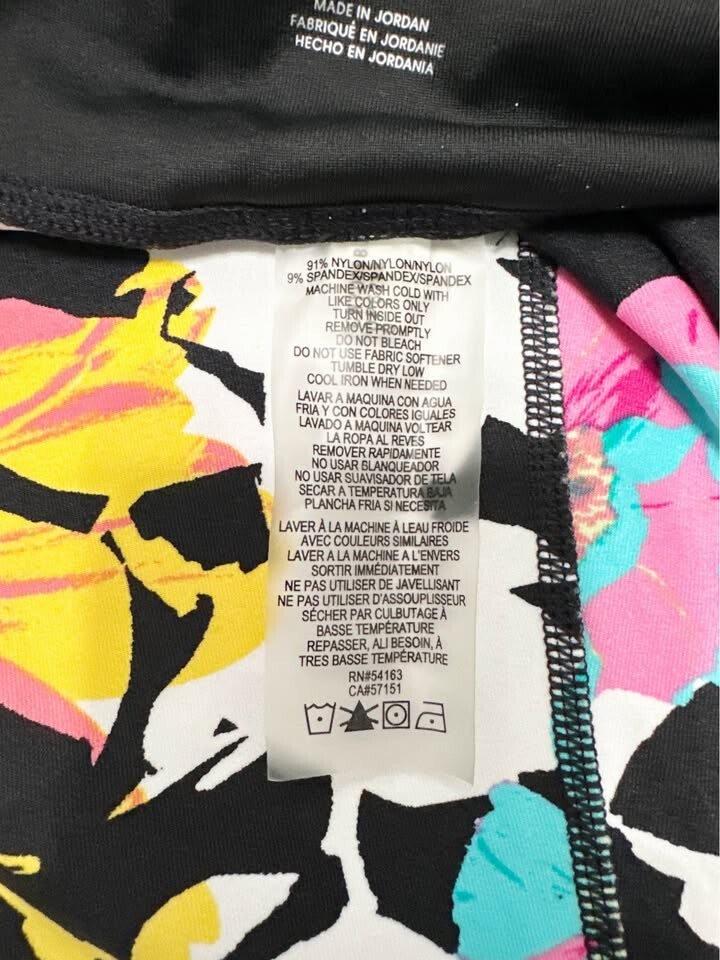 MADE IN JORDAN
FABRIQUÉ EN JORDANIE
HECHO EN JORDANIA
91% NYLON/NYLON/NYLON
9% SPANDEX/SPANDEX/SPANDEX
MACHINE WASH COLD WITH
LIKE COLORS ONLY
TURN INSIDE OUT
REMOVE PROMPTLY
DO NOT BLEACH
DO NOT USE FABRIC SOFTENER
TUMBLE DRY LOW
COOL IRON WHEN NEEDED
LAVAR A MAQUINA CON AGUA
FRIA Y CON COLORES IGUALES
LAVADO A MAQUINA VOLTEAR
LA ROPA AL REVES
REMOVER RAPIDAMENTE
NO USAR BLANQUEADOR
NO USAR SUAVISADOR DE TELA
SECAR A TEMPERATURA BAJA
PLANCHA FRIA SI NECESITA
LAVER À LA MACHINE À LEAU FROIDE
AVEC COULEURS SIMILAIRES
LAVER A LA MACHINE A L'ENVERS
SORTIR IMMÉDIATEMENT
NE PAS UTILISER DE JAVELLISANT
NE PAS UTILISER D'ASSOUPLISSEUR
SÉCHER PAR CULBUTAGE À
BASSE TEMPÉRATURE
REPASSER, ALI BESOIN, À
TRES BASSE TEMPÉRATURE
RN#54163
CA#57151